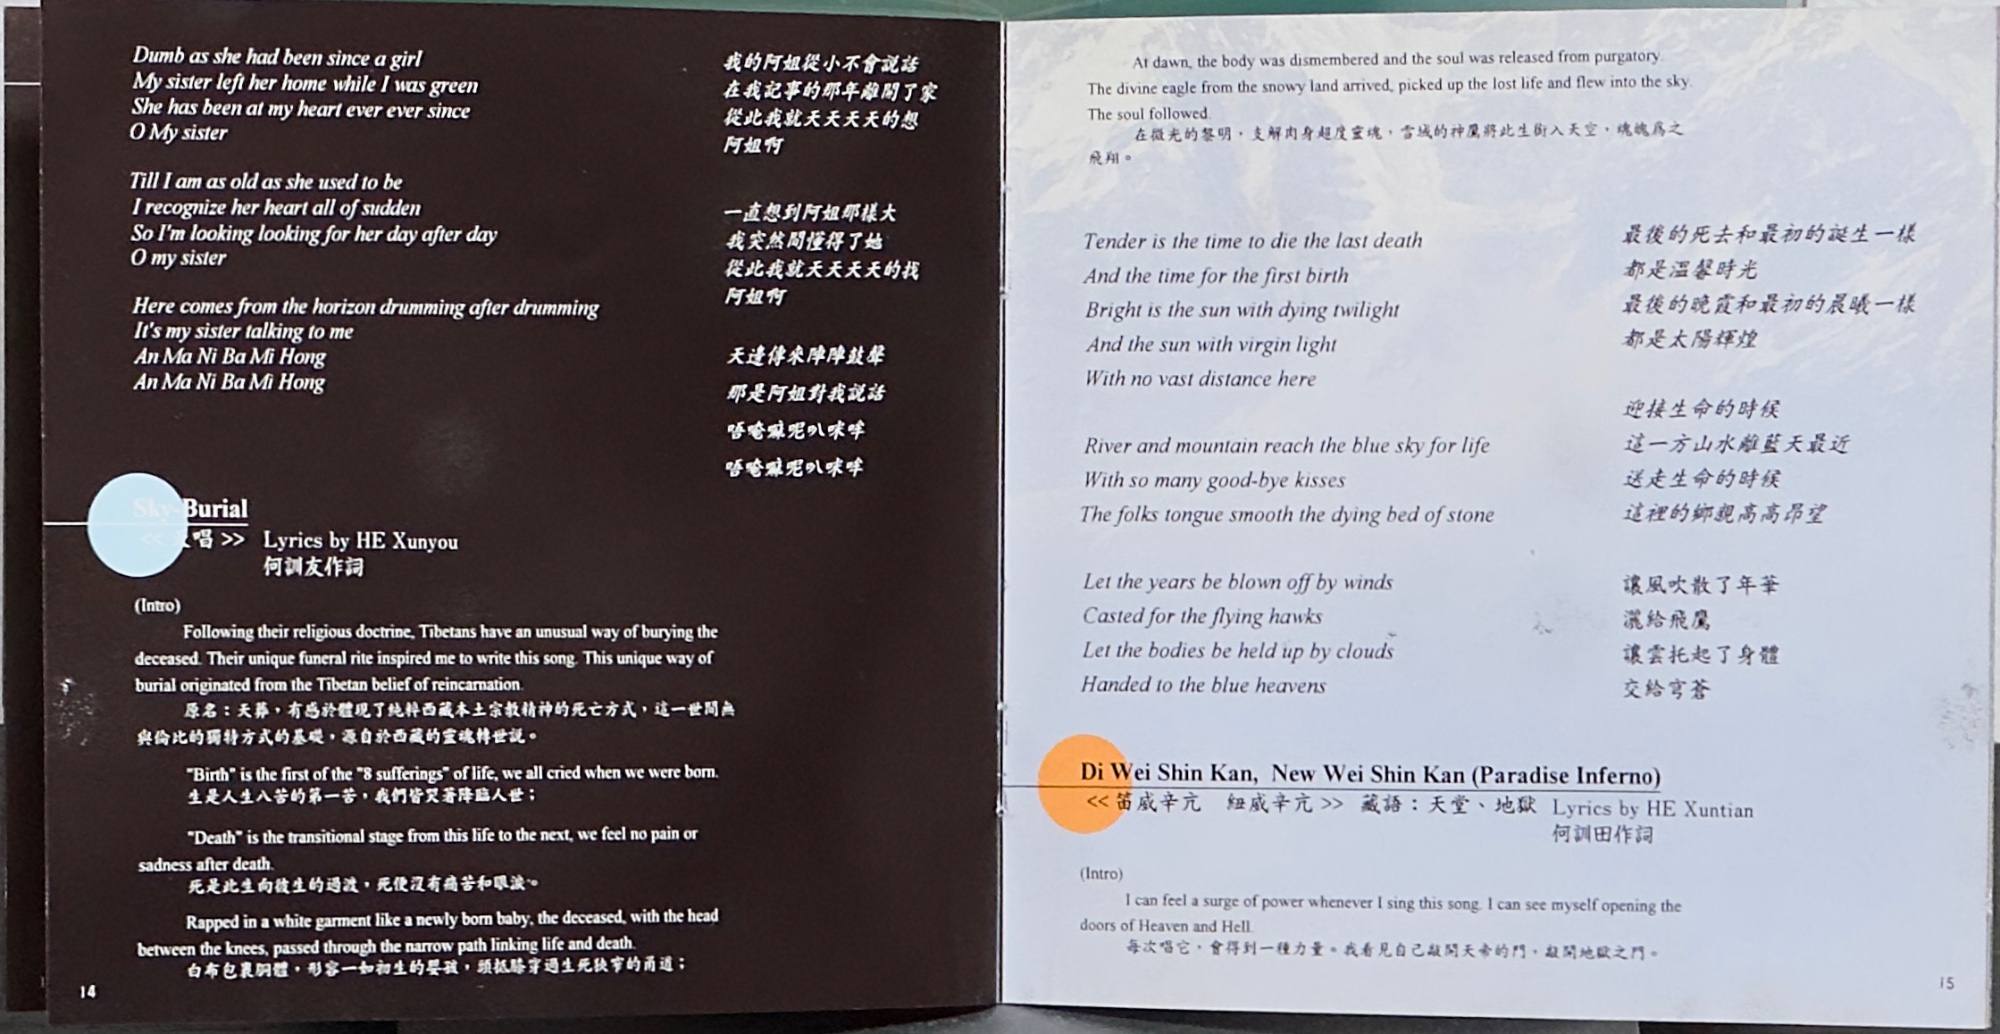 Dumb as she had been since a girl
My sister left her home while I was green
She has been at my heart ever ever since
O My sister
Till I am as old as she used to be
I recognize her heart all of sudden
So I'm looking looking for her day after day
O my sister
Here comes from the horizon drumming after drumming
It's my sister talking to me
An Ma Ni Ba Mi Hong
An Ma Ni Ba Mi Hong
我的阿姐從小不會説話
在我記事的那年離開了家
從此我就天天天天的想
阿姐啊
一直想到阿姐那樣大
我突然間懂得了她
從此我就天天天天的找
阿姐啊
天邊傳來陣陣鼓聲
那是阿姐對我説話
唔唵嘛呢叭咪哞
唔唵嘛呢叭咪哞
Sky-Burial
<< 天唱 >> Lyrics by HE Xunyou
何訓友作詞
(Intro)
Following their religious doctrine, Tibetans have an unusual way of burying the
deceased. Their unique funeral rite inspired me to write this song. This unique way of
burial originated from the Tibetan belief of reincarnation.
原名：天葬，有感於體現了純粹西藏本土宗教精神的死亡方式，這一世間無
與倫比的獨特方式的基礎，源自於西藏的靈魂轉世説。
"Birth" is the first of the "8 sufferings" of life, we all cried when we were born.
生是人生八苦的第一苦，我們皆哭著降臨人世；
"Death" is the transitional stage from this life to the next, we feel no pain or
sadness after death.
死是此生向後生的過渡，死便沒有痛苦和眼淚。
Rapped in a white garment like a newly born baby, the deceased, with the head
between the knees, passed through the narrow path linking life and death.
白布包裹胴體，形容一如初生的嬰孩，頭抵膝穿過生死狹窄的甬道；
14
At dawn, the body was dismembered and the soul was released from purgatory.
The divine eagle from the snowy land arrived, picked up the lost life and flew into the sky.
The soul followed.
在微光的黎明，支解肉身超度靈魂，雪域的神鷹將此生銜入天空，魂魄為之
飛翔。
Tender is the time to die the last death
And the time for the first birth
Bright is the sun with dying twilight
And the sun with virgin light
With no vast distance here
River and mountain reach the blue sky for life
With so many good-bye kisses
The folks tongue smooth the dying bed of stone
Let the years be blown off by winds
Casted for the flying hawks
Let the bodies be held up by clouds
Handed to the blue heavens
最後的死去和最初的誕生一樣
都是溫馨時光
最後的晚霞和最初的晨曦一樣
都是太陽輝煌
迎接生命的時候
這一方山水離藍天最近
送走生命的時候
這裡的鄉親高高昂望
讓風吹散了年華
灑給飛鷹
讓雲托起了身體
交給穹蒼
Di Wei Shin Kan, New Wei Shin Kan (Paradise Inferno)
<< 笛威辛亢 紐威辛亢 >> 藏語：天堂、地獄 Lyrics by HE Xuntian
何訓田作詞
(Intro)
I can feel a surge of power whenever I sing this song. I can see myself opening the
doors of Heaven and Hell.
每次唱它，會得到一種力量。我看見自己敲開天帝的門，敲開地獄之門。
15